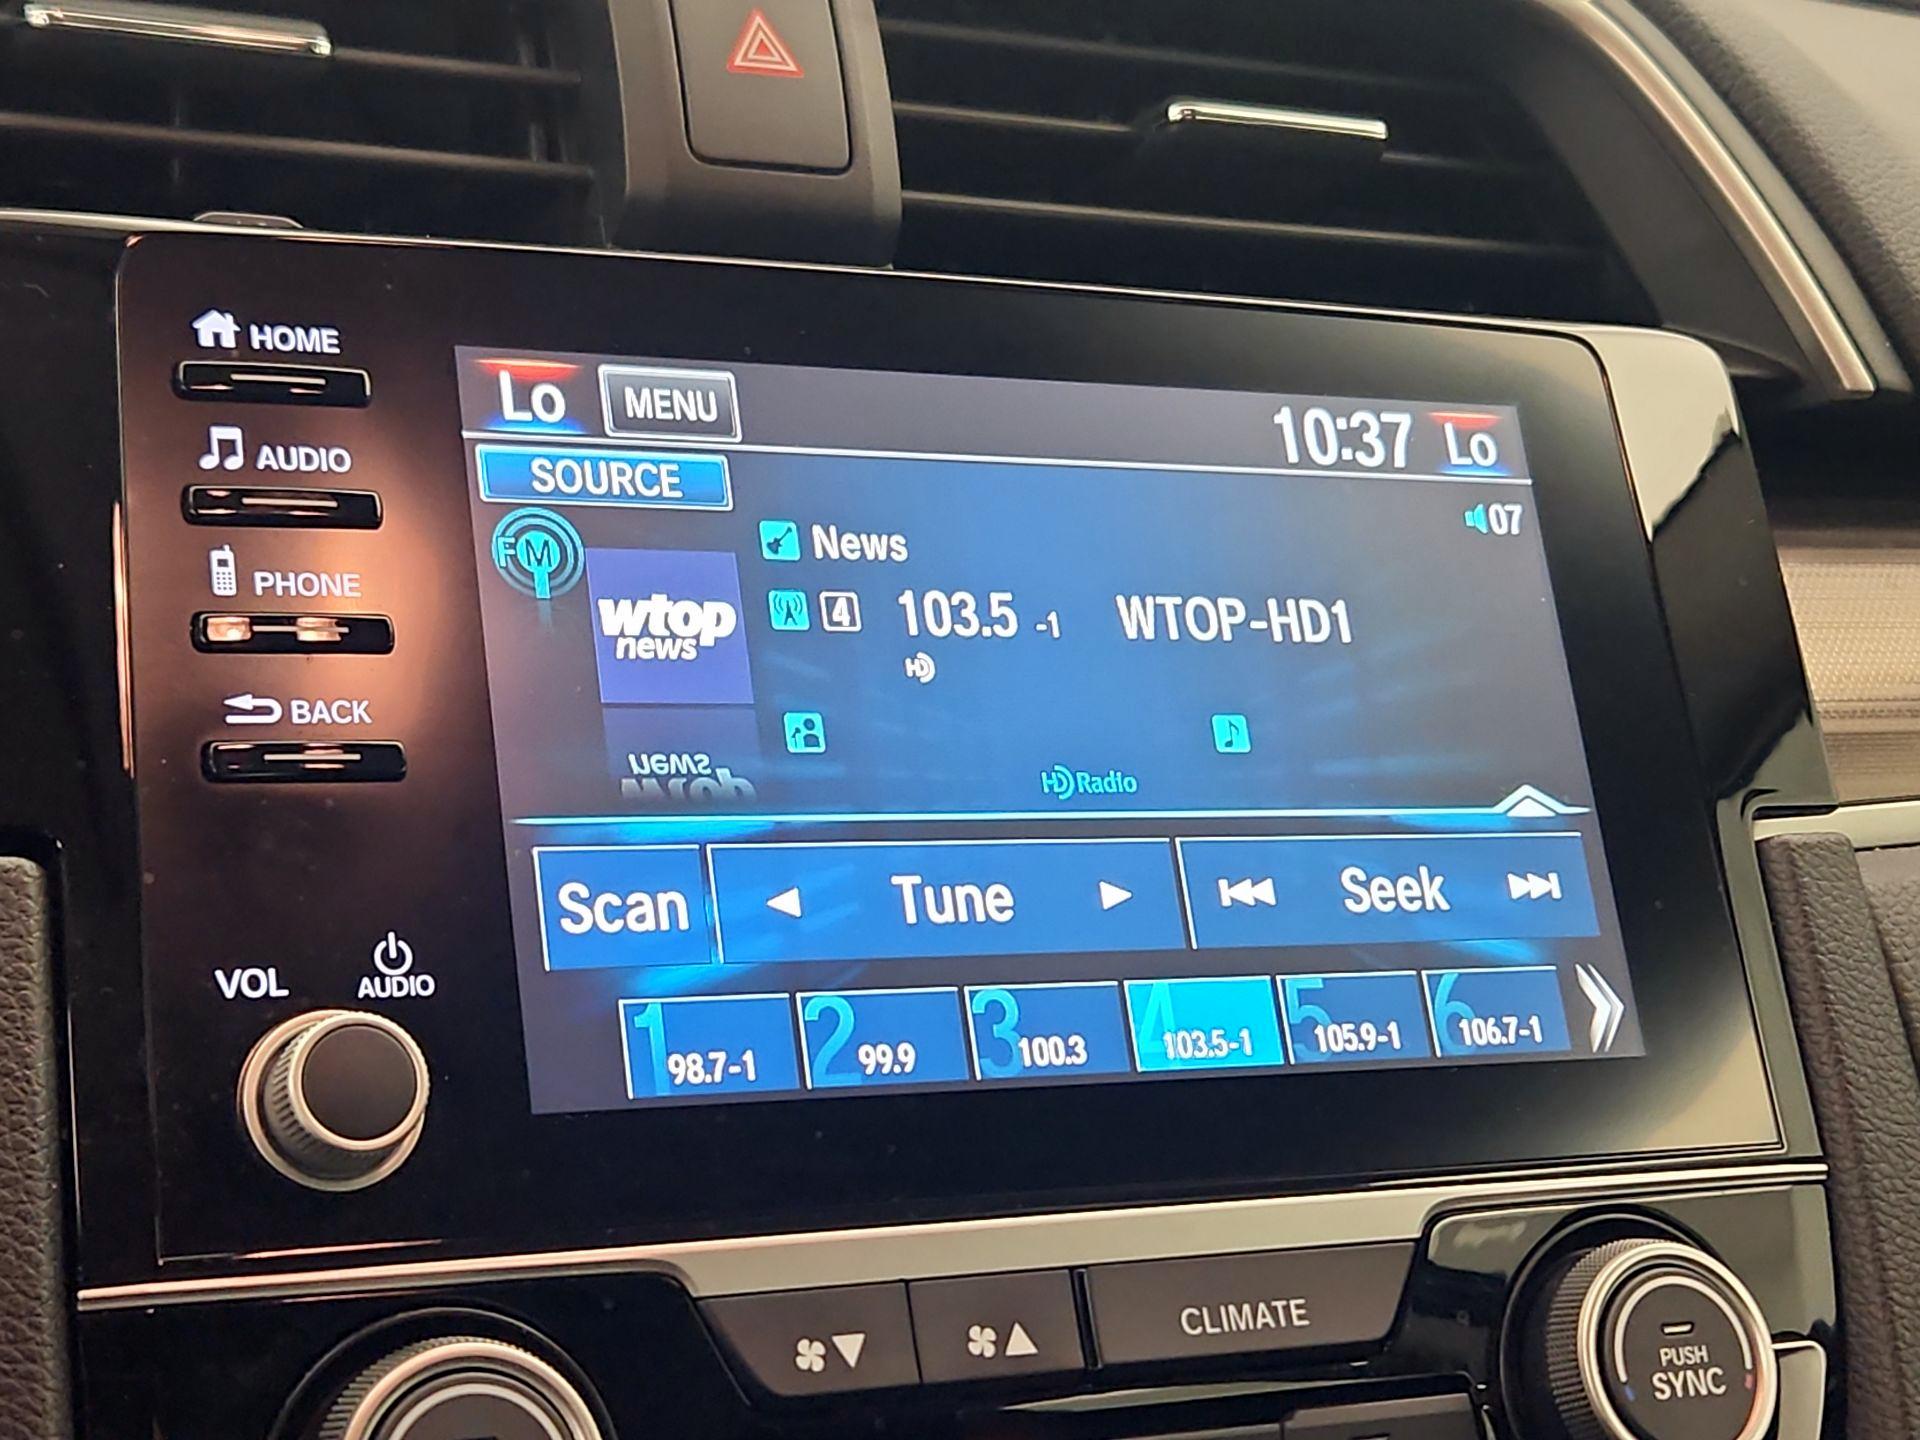 HOME
AUDIO
PHONE
BACK
VOL
AUDIO
Lo MENU 10:37 Lo
SOURCE
07
FM
News
wtop
news
4 103.5 -1 WTOP-HD1
HD
HD Radio
Scan Tune Seek
1 98.7-1
2 99.9
3 100.3
4 103.5-1
5 105.9-1
6 106.7-1
CLIMATE
PUSH
SYNC